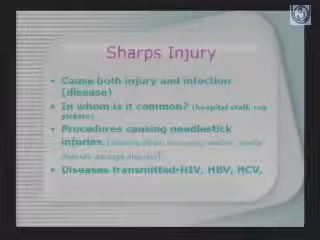 Sharps Injury
• Cause both injury and infection
(disease)
• In whom is it common? (hospital staff, rag
pickers)
• Procedures causing needlestick
injuries.
• Diseases transmitted-HIV, HBV, HCV,